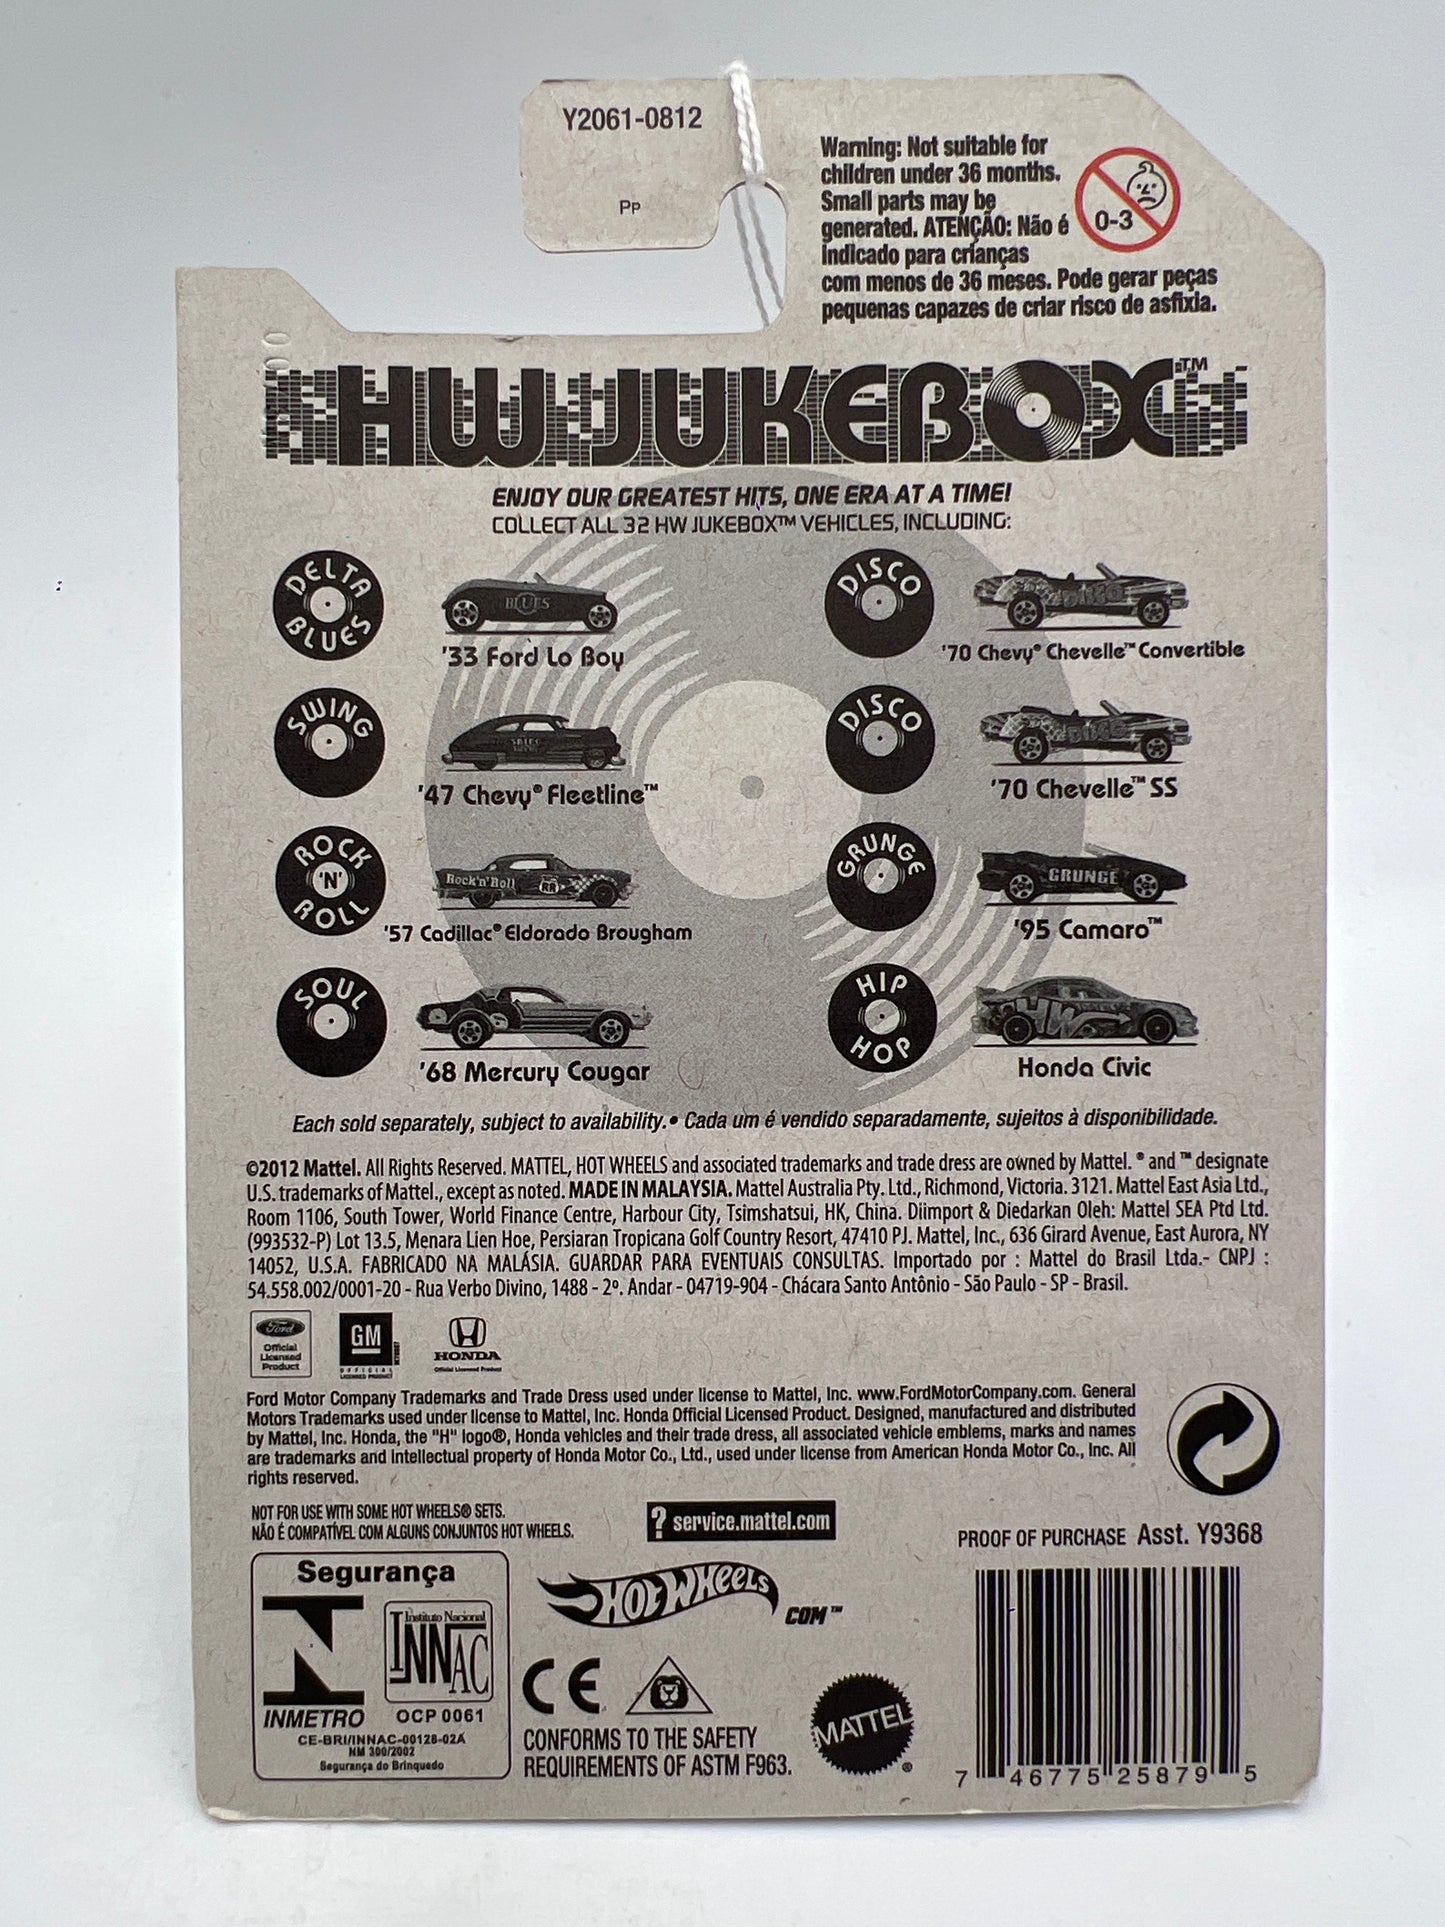 Y2061-0812
Pp
Warning: Not suitable for
children under 36 months.
Small parts may be
generated. ATENÇÃO: Não é
indicado para crianças
com menos de 36 meses. Pode gerar peças
pequenas capazes de criar risco de asfixia.
0-3
HW JUKEBOX™
ENJOY OUR GREATEST HITS, ONE ERA AT A TIME!
COLLECT ALL 32 HW JUKEBOX™ VEHICLES, INCLUDING:
DELTA BLUES
BLUES
'33 Ford Lo Boy
DISCO
'70 Chevy® Chevelle™ Convertible
SWING
'47 Chevy® Fleetline™
DISCO
'70 Chevelle™ SS
ROCK 'N' ROLL
Rock'n'Roll
RR
'57 Cadillac® Eldorado Brougham
GRUNGE
GRUNGE
'95 Camaro™
SOUL
'68 Mercury Cougar
HIP HOP
HW
Honda Civic
Each sold separately, subject to availability. • Cada um é vendido separadamente, sujeitos à disponibilidade.
©2012 Mattel. All Rights Reserved. MATTEL, HOT WHEELS and associated trademarks and trade dress are owned by Mattel. ® and ™ designate
U.S. trademarks of Mattel., except as noted. MADE IN MALAYSIA. Mattel Australia Pty. Ltd., Richmond, Victoria. 3121. Mattel East Asia Ltd.,
Room 1106, South Tower, World Finance Centre, Harbour City, Tsimshatsui, HK, China. Diimport & Diedarkan Oleh: Mattel SEA Ptd Ltd.
(993532-P) Lot 13.5, Menara Lien Hoe, Persiaran Tropicana Golf Country Resort, 47410 PJ. Mattel, Inc., 636 Girard Avenue, East Aurora, NY
14052, U.S.A. FABRICADO NA MALÁSIA. GUARDAR PARA EVENTUAIS CONSULTAS. Importado por : Mattel do Brasil Ltda.- CNPJ :
54.558.002/0001-20 - Rua Verbo Divino, 1488 - 2º. Andar - 04719-904 - Chácara Santo Antônio - São Paulo - SP - Brasil.
Ford
Official
Licensed
Product
GM
OFFICIAL
LICENSED PRODUCT
HONDA
Official Licensed Product
Ford Motor Company Trademarks and Trade Dress used under license to Mattel, Inc. www.FordMotorCompany.com. General
Motors Trademarks used under license to Mattel, Inc. Honda Official Licensed Product. Designed, manufactured and distributed
by Mattel, Inc. Honda, the "H" logo®, Honda vehicles and their trade dress, all associated vehicle emblems, marks and names
are trademarks and intellectual property of Honda Motor Co., Ltd., used under license from American Honda Motor Co., Inc. All
rights reserved.
NOT FOR USE WITH SOME HOT WHEELS® SETS.
NÃO É COMPATÍVEL COM ALGUNS CONJUNTOS HOT WHEELS.
? service.mattel.com
PROOF OF PURCHASE Asst. Y9368
Segurança
INMETRO
Instituto Nacional
INNAC
OCP 0061
CE-BRI/INNAC-00128-02A
NM 300/2002
Segurança do Brinquedo
HOT WHEELS
.COM™
CE
CONFORMS TO THE SAFETY
REQUIREMENTS OF ASTM F963.
MATTEL®
7 46775 25879 5